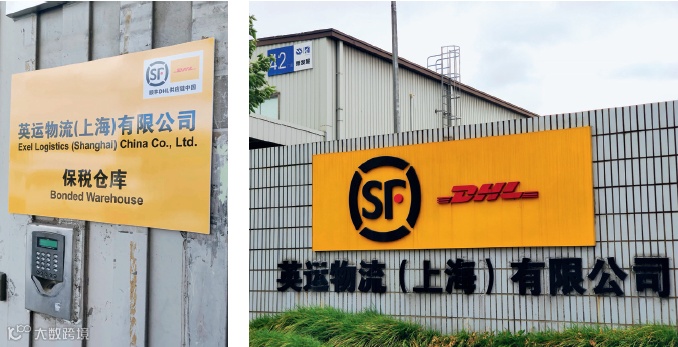 SF
DHL
顺丰DHL供应链中国
英运物流(上海)有限公司
Exel Logistics (Shanghai) China Co., Ltd.
保税仓库
Bonded Warehouse
42
SF DHL
英运物流(上海)有限公司
大数跨境